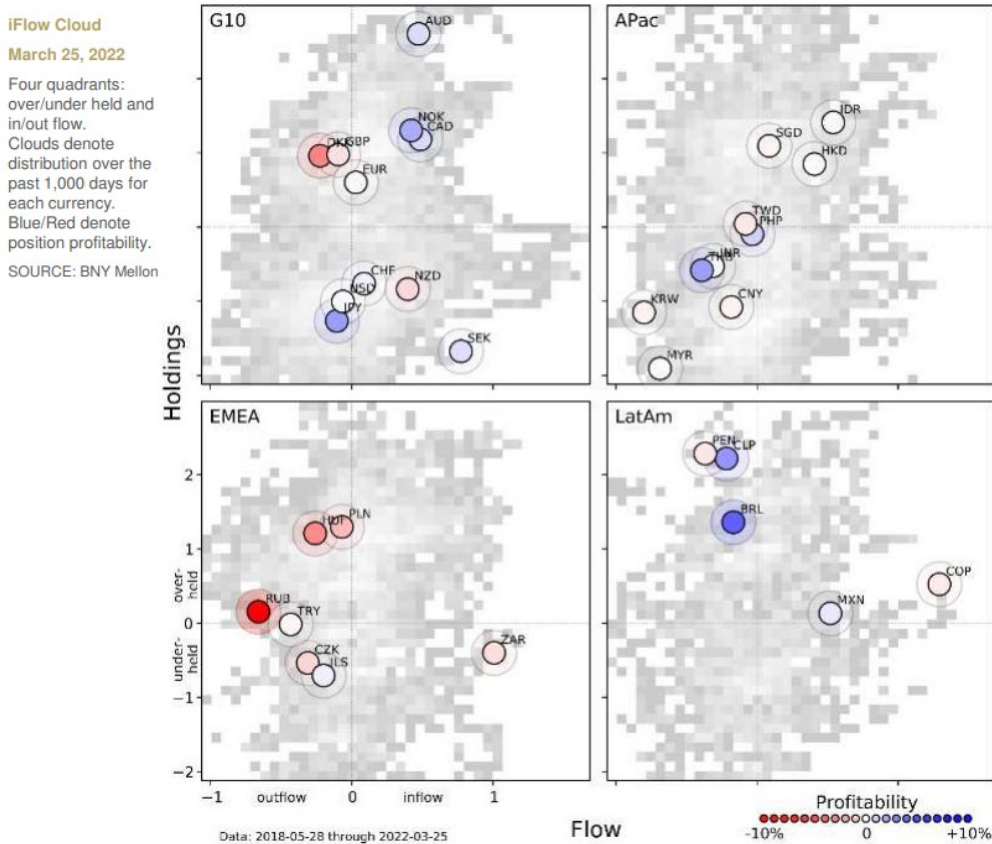 iFlow Cloud
March 25, 2022
Four quadrants:
over/under held and
in/out flow.
Clouds denote
distribution over the
past 1,000 days for
each currency.
Blue/Red denote
position profitability.
SOURCE: BNY Mellon
G10
AUD
NOK
CAD
GBP
EUR
CHF
NZD
JPY
SEK
APac
IDR
SGD
HKD
TWD
PHP
INR
KRW
CNY
MYR
Holdings
EMEA
PLN
RUB
TRY
CZK
ILS
ZAR
2
1
0
−1
−2
over-
held
under-
held
LatAm
PEN
CLP
BRL
COP
MXN
−1
outflow
0
inflow
1
Flow
Data: 2018-05-28 through 2022-03-25
Profitability
-10%
0
+10%